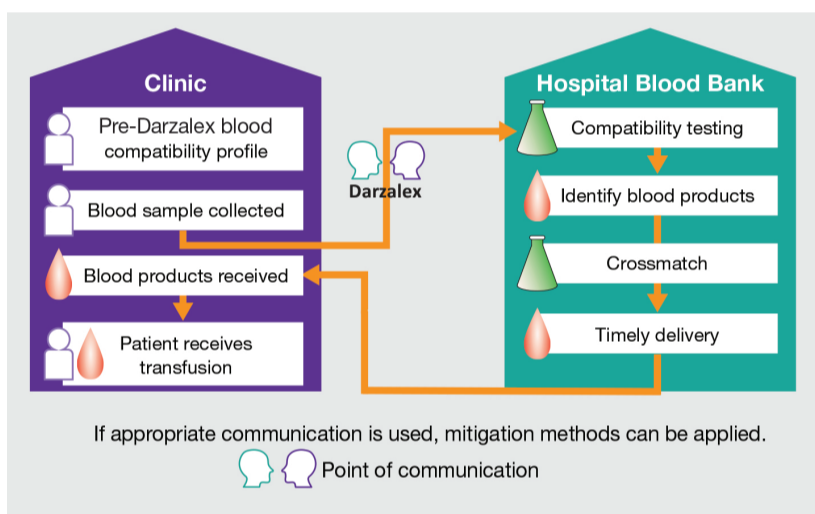 Clinic
Pre-Darzalex blood
compatibility profile
Blood sample collected
Blood products received
Patient receives
transfusion
Darzalex
Hospital Blood Bank
Compatibility testing
Identify blood products
Crossmatch
Timely delivery
If appropriate communication is used, mitigation methods can be applied.
Point of communication